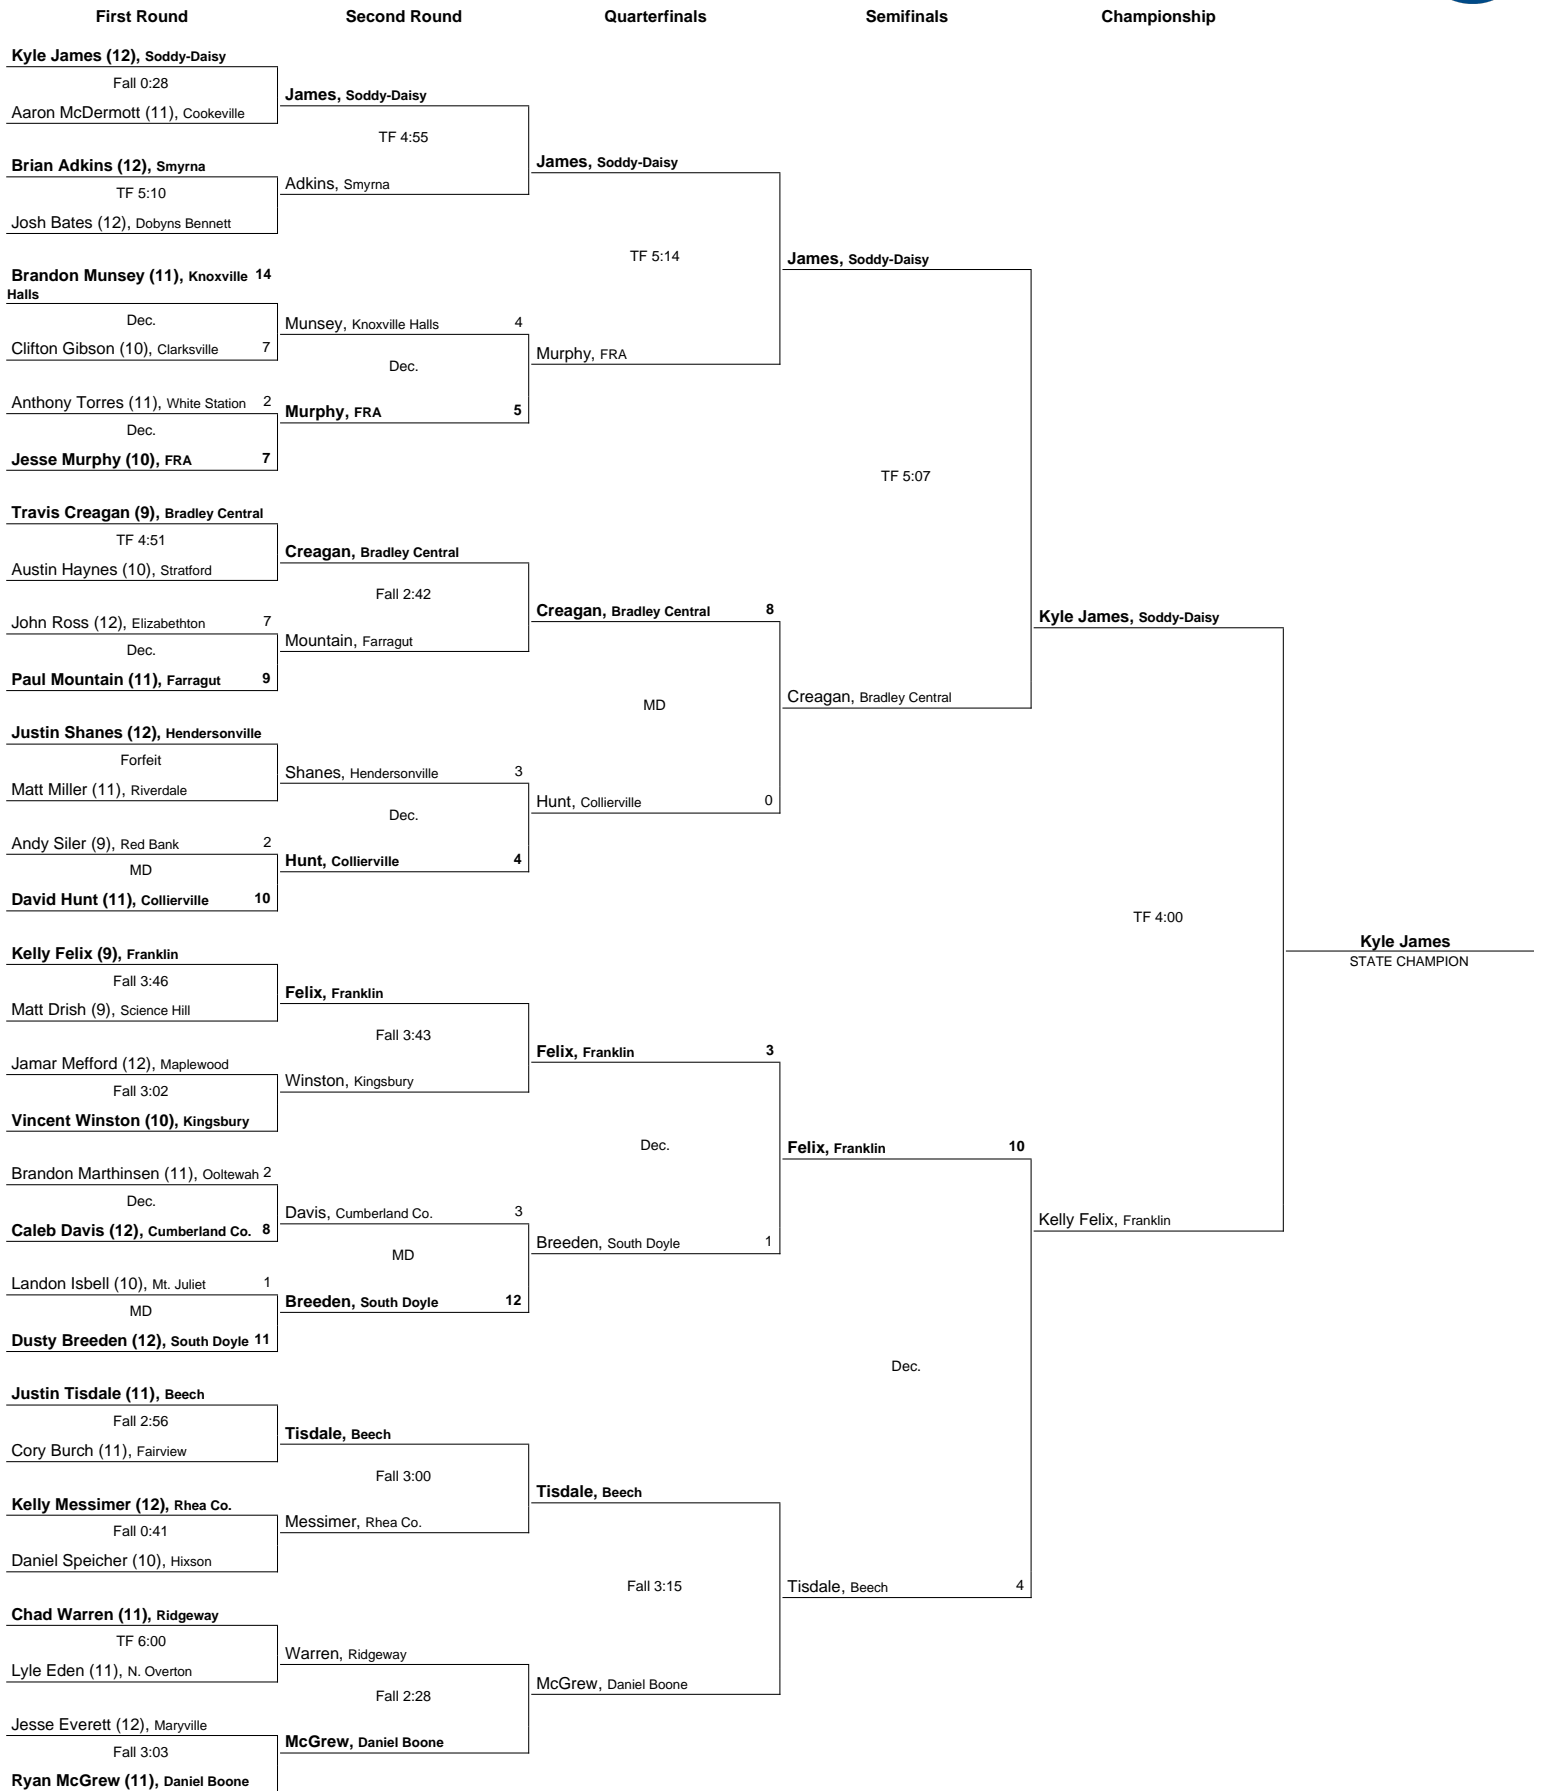 First Round
Second Round
Quarterfinals
Semifinals
Championship
Kyle James (12), Soddy-Daisy
Fall 0:28
Aaron McDermott (11), Cookeville
Brian Adkins (12), Smyrna
TF 5:10
Josh Bates (12), Dobyns Bennett
Brandon Munsey (11), Knoxville 14
Halls
Dec.
Clifton Gibson (10), Clarksville 7
Anthony Torres (11), White Station 2
Dec.
Jesse Murphy (10), FRA 7
Travis Creagan (9), Bradley Central
TF 4:51
Austin Haynes (10), Stratford
John Ross (12), Elizabethton 7
Dec.
Paul Mountain (11), Farragut 9
Justin Shanes (12), Hendersonville
Forfeit
Matt Miller (11), Riverdale
Andy Siler (9), Red Bank 2
MD
David Hunt (11), Collierville 10
Kelly Felix (9), Franklin
Fall 3:46
Matt Drish (9), Science Hill
Jamar Mefford (12), Maplewood
Fall 3:02
Vincent Winston (10), Kingsbury
Brandon Marthinsen (11), Ooltewah 2
Dec.
Caleb Davis (12), Cumberland Co. 8
Landon Isbell (10), Mt. Juliet 1
MD
Dusty Breeden (12), South Doyle 11
Justin Tisdale (11), Beech
Fall 2:56
Cory Burch (11), Fairview
Kelly Messimer (12), Rhea Co.
Fall 0:41
Daniel Speicher (10), Hixson
Chad Warren (11), Ridgeway
TF 6:00
Lyle Eden (11), N. Overton
Jesse Everett (12), Maryville
Fall 3:03
Ryan McGrew (11), Daniel Boone
James, Soddy-Daisy
TF 4:55
Adkins, Smyrna
Munsey, Knoxville Halls 4
Dec.
Murphy, FRA 5
Creagan, Bradley Central
Fall 2:42
Mountain, Farragut
Shanes, Hendersonville 3
Dec.
Hunt, Collierville 4
Felix, Franklin
Fall 3:43
Winston, Kingsbury
Davis, Cumberland Co. 3
MD
Breeden, South Doyle 12
Tisdale, Beech
Fall 3:00
Messimer, Rhea Co.
Warren, Ridgeway
Fall 2:28
McGrew, Daniel Boone
James, Soddy-Daisy
TF 5:14
Murphy, FRA
Creagan, Bradley Central 8
MD
Hunt, Collierville 0
Felix, Franklin 3
Dec.
Breeden, South Doyle 1
Tisdale, Beech
Fall 3:15
McGrew, Daniel Boone
James, Soddy-Daisy
TF 5:07
Creagan, Bradley Central
Felix, Franklin 10
Dec.
Tisdale, Beech 4
Kyle James, Soddy-Daisy
TF 4:00
Kelly Felix, Franklin
Kyle James
STATE CHAMPION